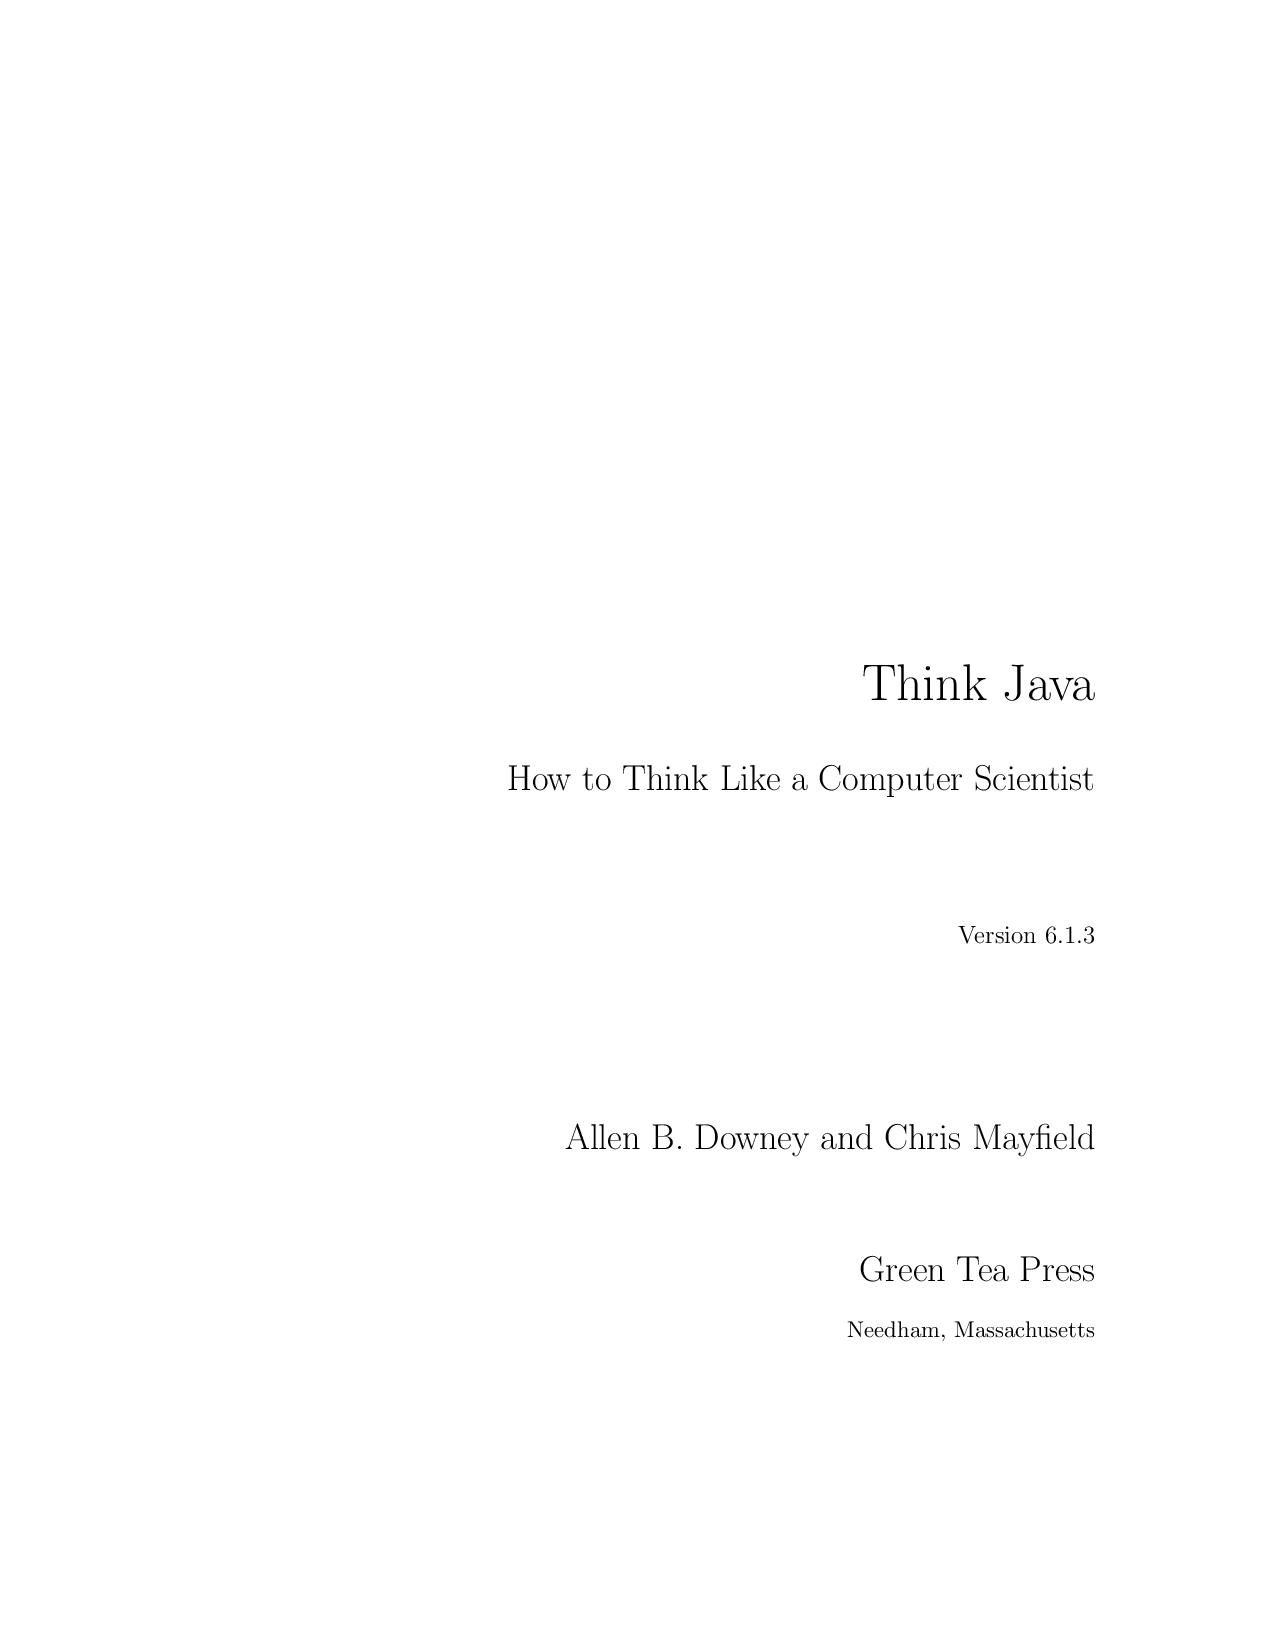 Think Java
How to Think Like a Computer Scientist
Version 6.1.3
Allen B. Downey and Chris Mayfield
Green Tea Press
Needham, Massachusetts